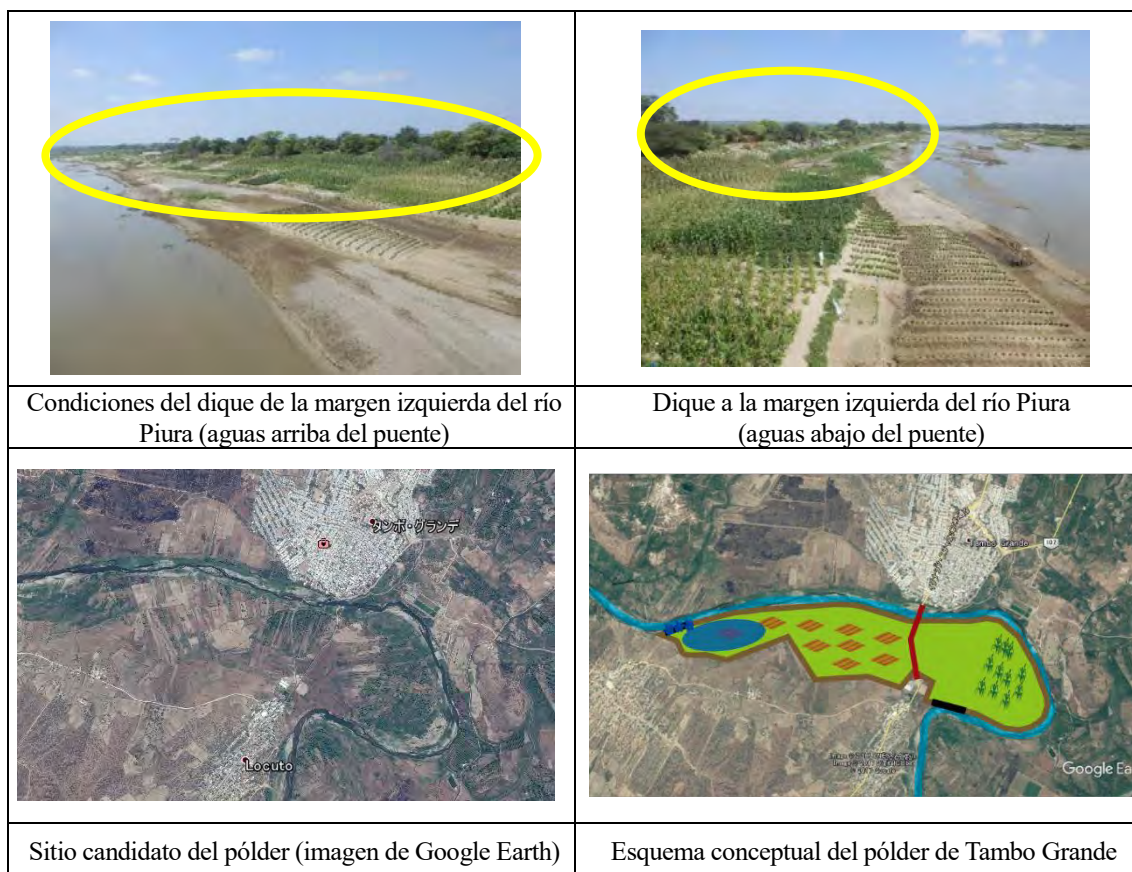 Condiciones del dique de la margen izquierda del río
Piura (aguas arriba del puente)
Dique a la margen izquierda del río Piura
(aguas abajo del puente)
タンボ・グランデ
Locuto
Tambo Grande
107
Google Ea
Sitio candidato del pólder (imagen de Google Earth)
Esquema conceptual del pólder de Tambo Grande